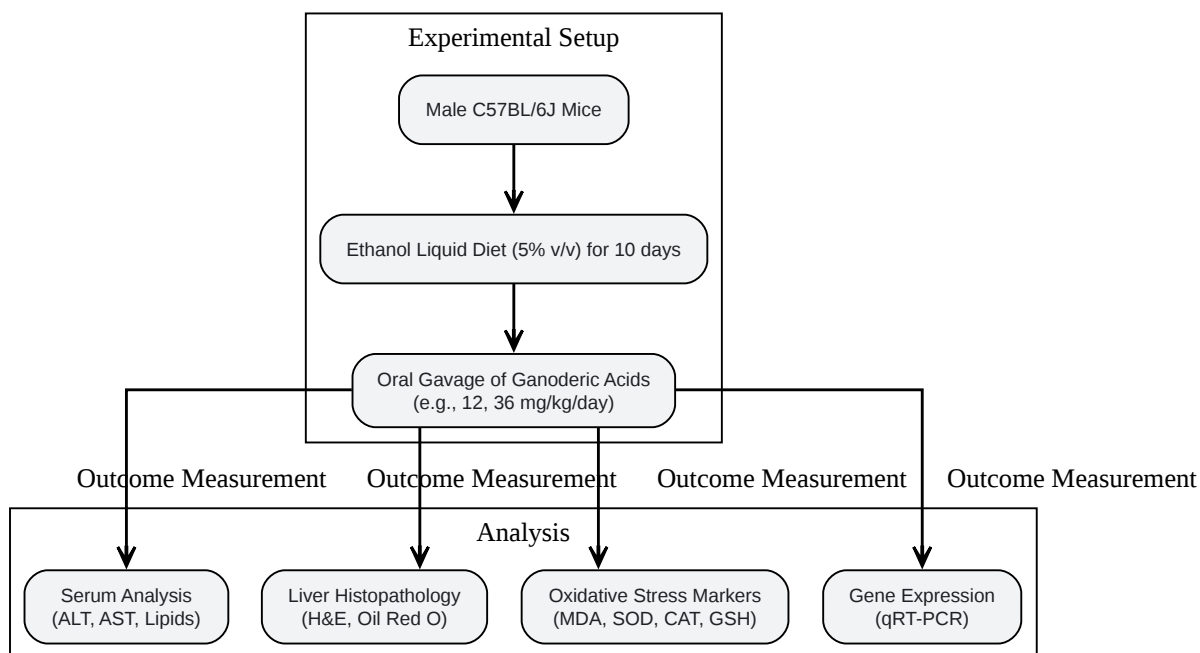 Experimental Setup
Male C57BL/6J Mice
Ethanol Liquid Diet (5% v/v) for 10 days
Oral Gavage of Ganoderic Acids
(e.g., 12, 36 mg/kg/day)
Outcome Measurement
Outcome Measurement
Outcome Measurement
Outcome Measurement
Analysis
Serum Analysis
(ALT, AST, Lipids)
Liver Histopathology
(H&E, Oil Red O)
Oxidative Stress Markers
(MDA, SOD, CAT, GSH)
Gene Expression
(qRT-PCR)